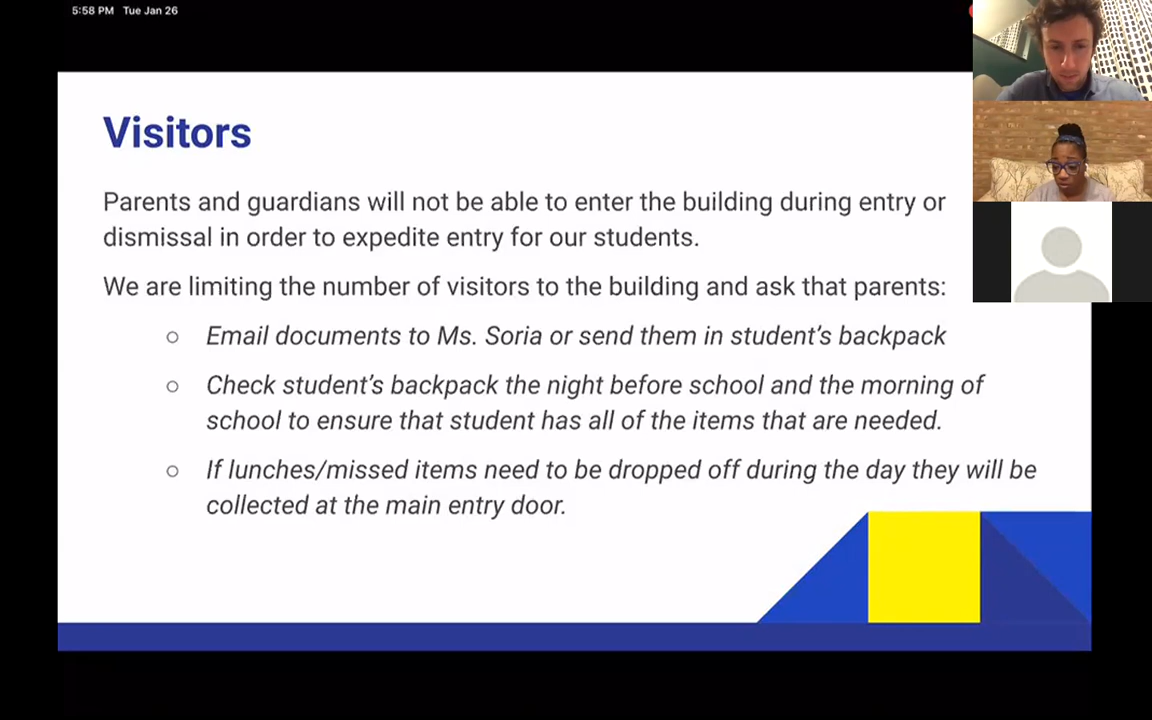 5:58 PM Tue Jan 26
Visitors
Parents and guardians will not be able to enter the building during entry or
dismissal in order to expedite entry for our students.
We are limiting the number of visitors to the building and ask that parents:
Email documents to Ms. Soria or send them in student's backpack
Check student's backpack the night before school and the morning of
school to ensure that student has all of the items that are needed.
If lunches/missed items need to be dropped off during the day they will be
collected at the main entry door.